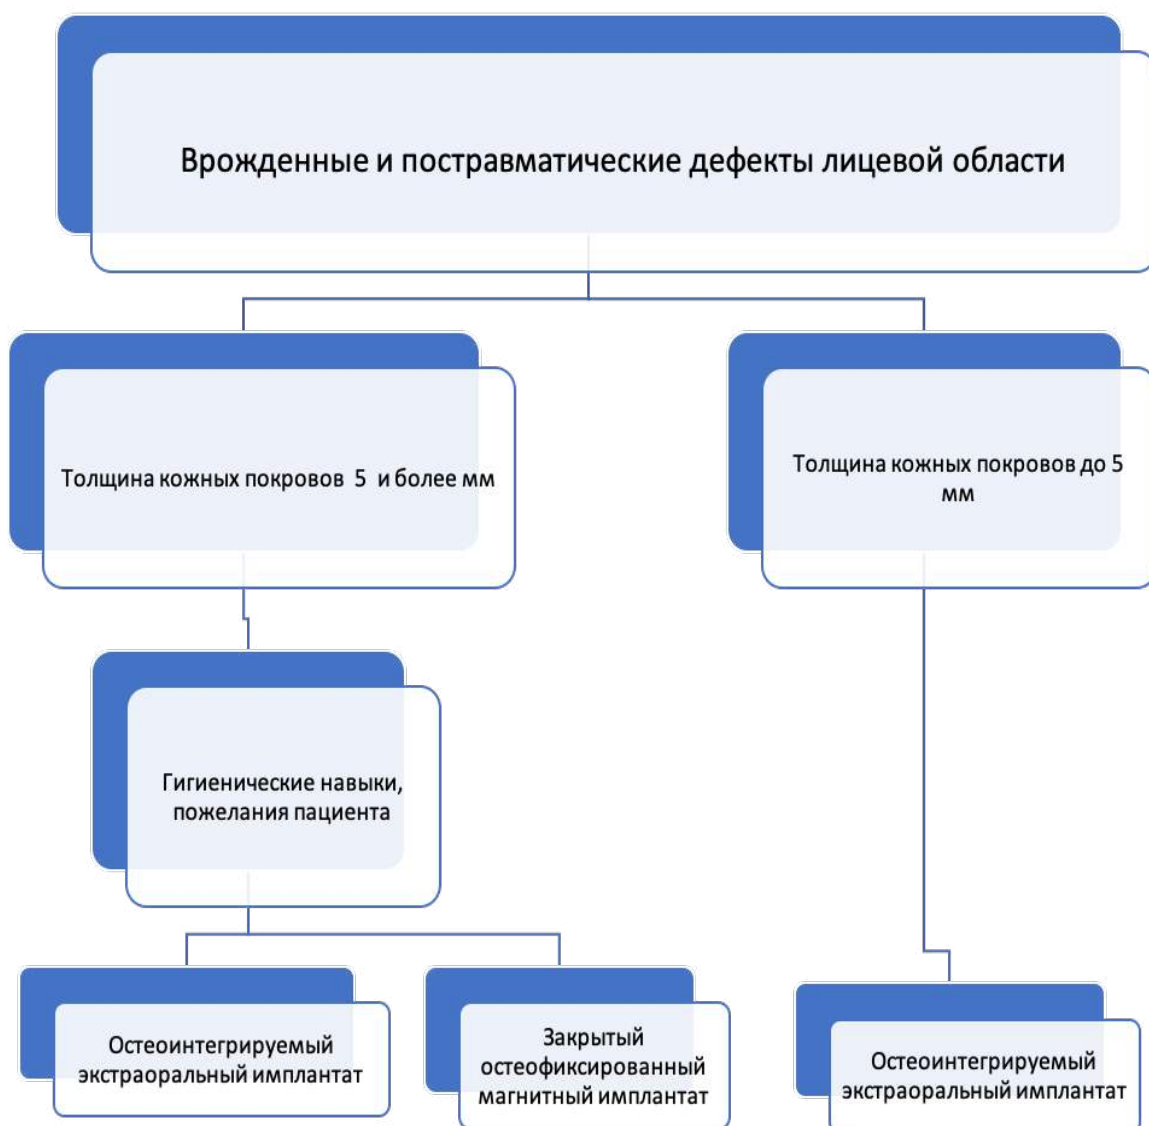 Врожденные и постравматические дефекты лицевой области
Толщина кожных покровов 5 и более мм
Толщина кожных покровов до 5
мм
Гигиенические навыки,
пожелания пациента
Остеоинтегрируемый
экстраоральный имплантат
Закрытый
остеофиксированный
магнитный имплантат
Остеоинтегрируемый
экстраоральный имплантат